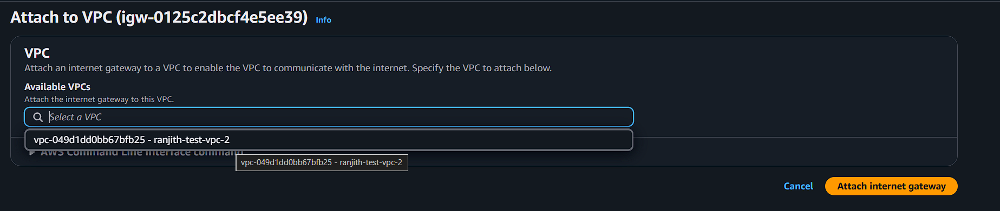 Attach to VPC (igw-0125c2dbcf4e5ee39) Info
VPC
Attach an internet gateway to a VPC to enable the VPC to communicate with the internet. Specify the VPC to attach below.
Available VPCs
Attach the internet gateway to this VPC.
Select a VPC
vpc-049d1dd0bb67bfb25 - ranjith-test-vpc-2
AWS Command Line Interface command
vpc-049d1dd0bb67bfb25 - ranjith-test-vpc-2
Cancel Attach internet gateway